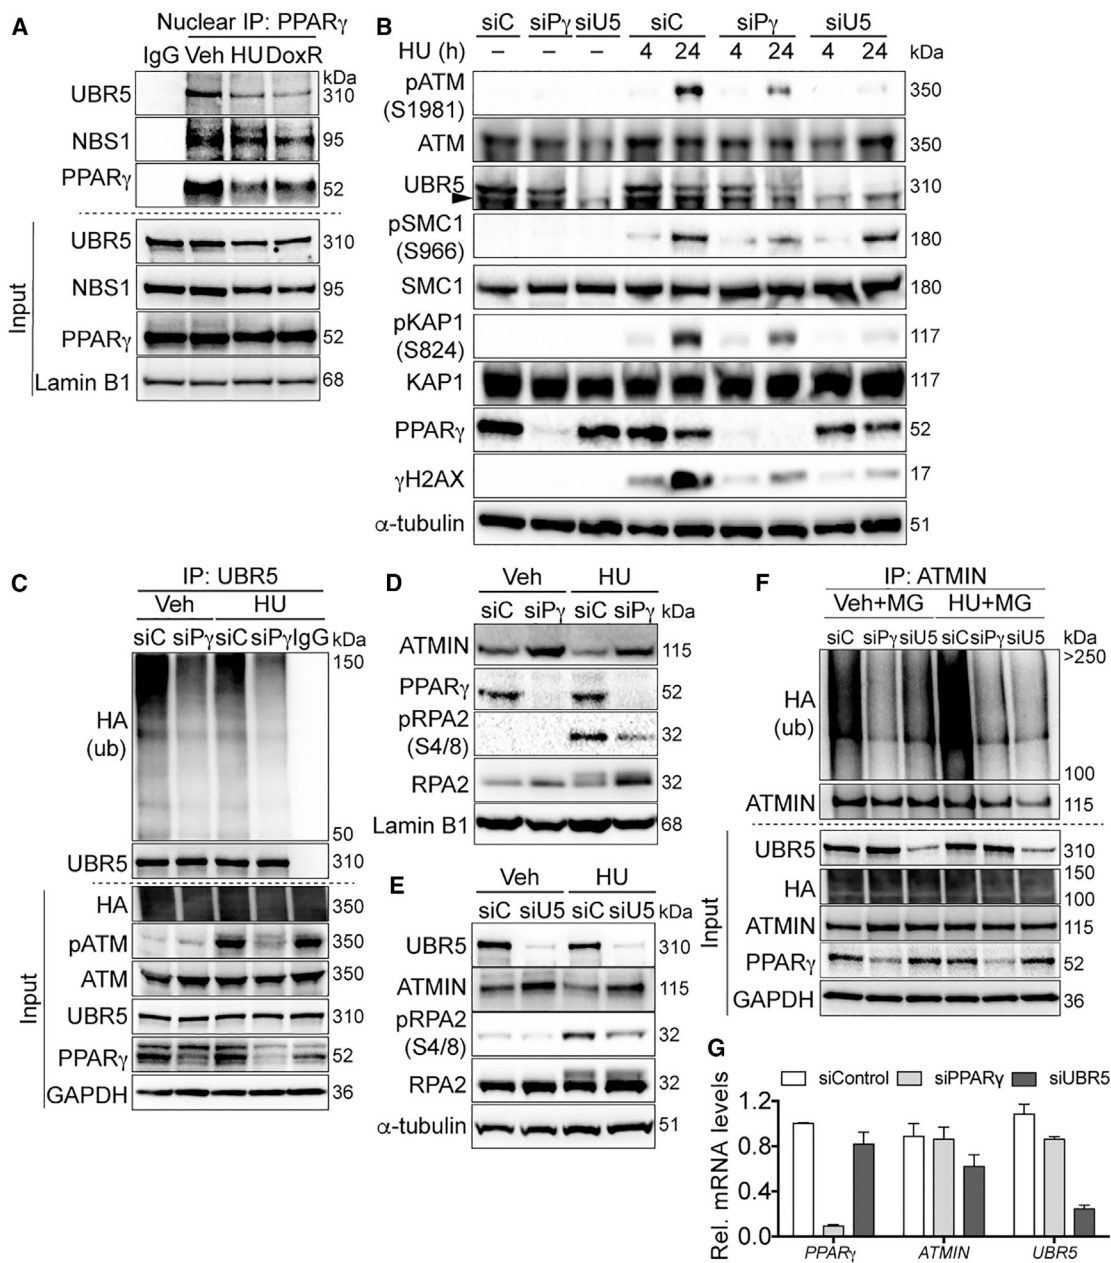 A
Nuclear IP: PPARγ
IgG Veh HU DoxR
kDa
UBR5 310
NBS1 95
PPARγ 52
Input
UBR5 310
NBS1 95
PPARγ 52
Lamin B1 68
B
siC siPγ siU5 siC siPγ siU5
HU (h) – – – 4 24 4 24 4 24 kDa
pATM
(S1981) 350
ATM 350
UBR5 310
pSMC1
(S966) 180
SMC1 180
pKAP1
(S824) 117
KAP1 117
PPARγ 52
γH2AX 17
α-tubulin 51
C
IP: UBR5
Veh HU
siC siPγ siC siPγ IgG kDa
150
HA
(ub)
50
UBR5 310
Input
HA 350
pATM 350
ATM 350
UBR5 310
PPARγ 52
GAPDH 36
D
Veh HU
siC siPγ siC siPγ kDa
ATMIN 115
PPARγ 52
pRPA2
(S4/8) 32
RPA2 32
Lamin B1 68
E
Veh HU
siC siU5 siC siU5 kDa
UBR5 310
ATMIN 115
pRPA2
(S4/8) 32
RPA2 32
α-tubulin 51
F
IP: ATMIN
Veh+MG HU+MG
siC siPγ siU5 siC siPγ siU5 kDa
>250
HA
(ub)
100
ATMIN 115
Input
UBR5 310
150
HA
100
ATMIN 115
PPARγ 52
GAPDH 36
G
siControl siPPARγ siUBR5
Rel. mRNA levels
1.2
0.8
0.4
0.0
PPARγ ATMIN UBR5